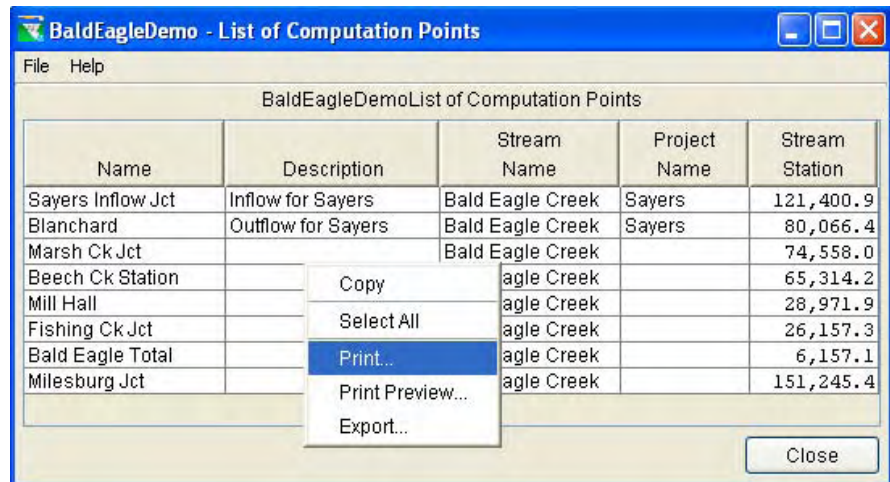 BaldEagleDemo - List of Computation Points
File Help
BaldEagleDemoList of Computation Points
Name Description Stream Name Project Name Stream Station
Sayers Inflow Jct Inflow for Sayers Bald Eagle Creek Sayers 121,400.9
Blanchard Outflow for Sayers Bald Eagle Creek Sayers 80,066.4
Marsh Ck Jct Bald Eagle Creek 74,558.0
Beech Ck Station agle Creek 65,314.2
Mill Hall agle Creek 28,971.9
Fishing Ck Jct agle Creek 26,157.3
Bald Eagle Total agle Creek 6,157.1
Milesburg Jct agle Creek 151,245.4
Copy
Select All
Print...
Print Preview...
Export...
Close